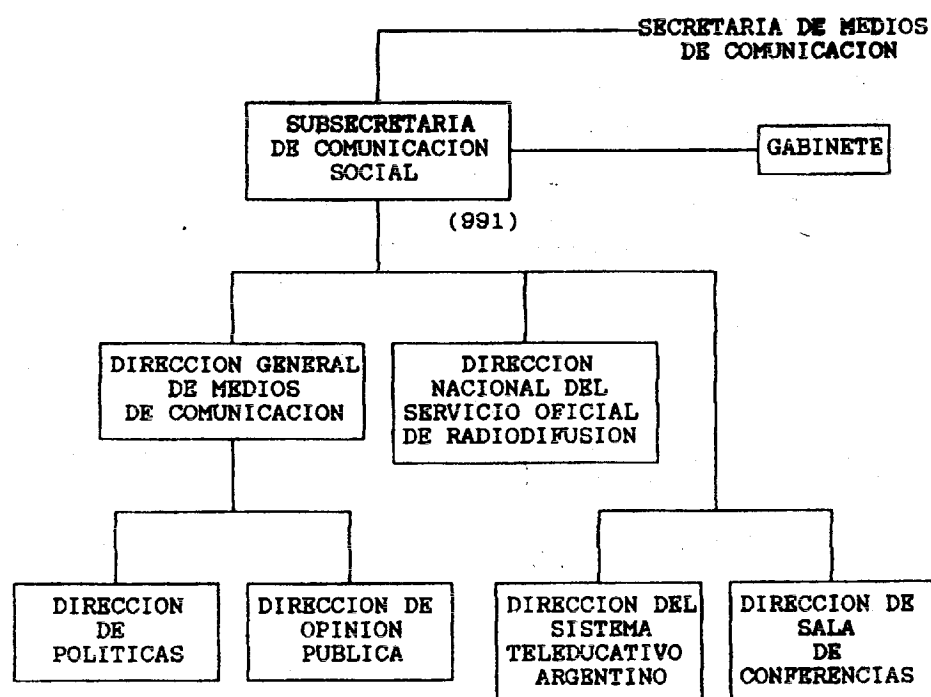 SECRETARIA DE MEDIOS
DE COMUNICACION
SUBSECRETARIA
DE COMUNICACION
SOCIAL
GABINETE
(991)
DIRECCION GENERAL
DE MEDIOS
DE COMUNICACION
DIRECCION
NACIONAL DEL
SERVICIO OFICIAL
DE RADIODIFUSION
DIRECCION
DE
POLITICAS
DIRECCION DE
OPINION
PUBLICA
DIRECCION DEL
SISTEMA
TELEDUCATIVO
ARGENTINO
DIRECCION DE
SALA
DE
CONFERENCIAS